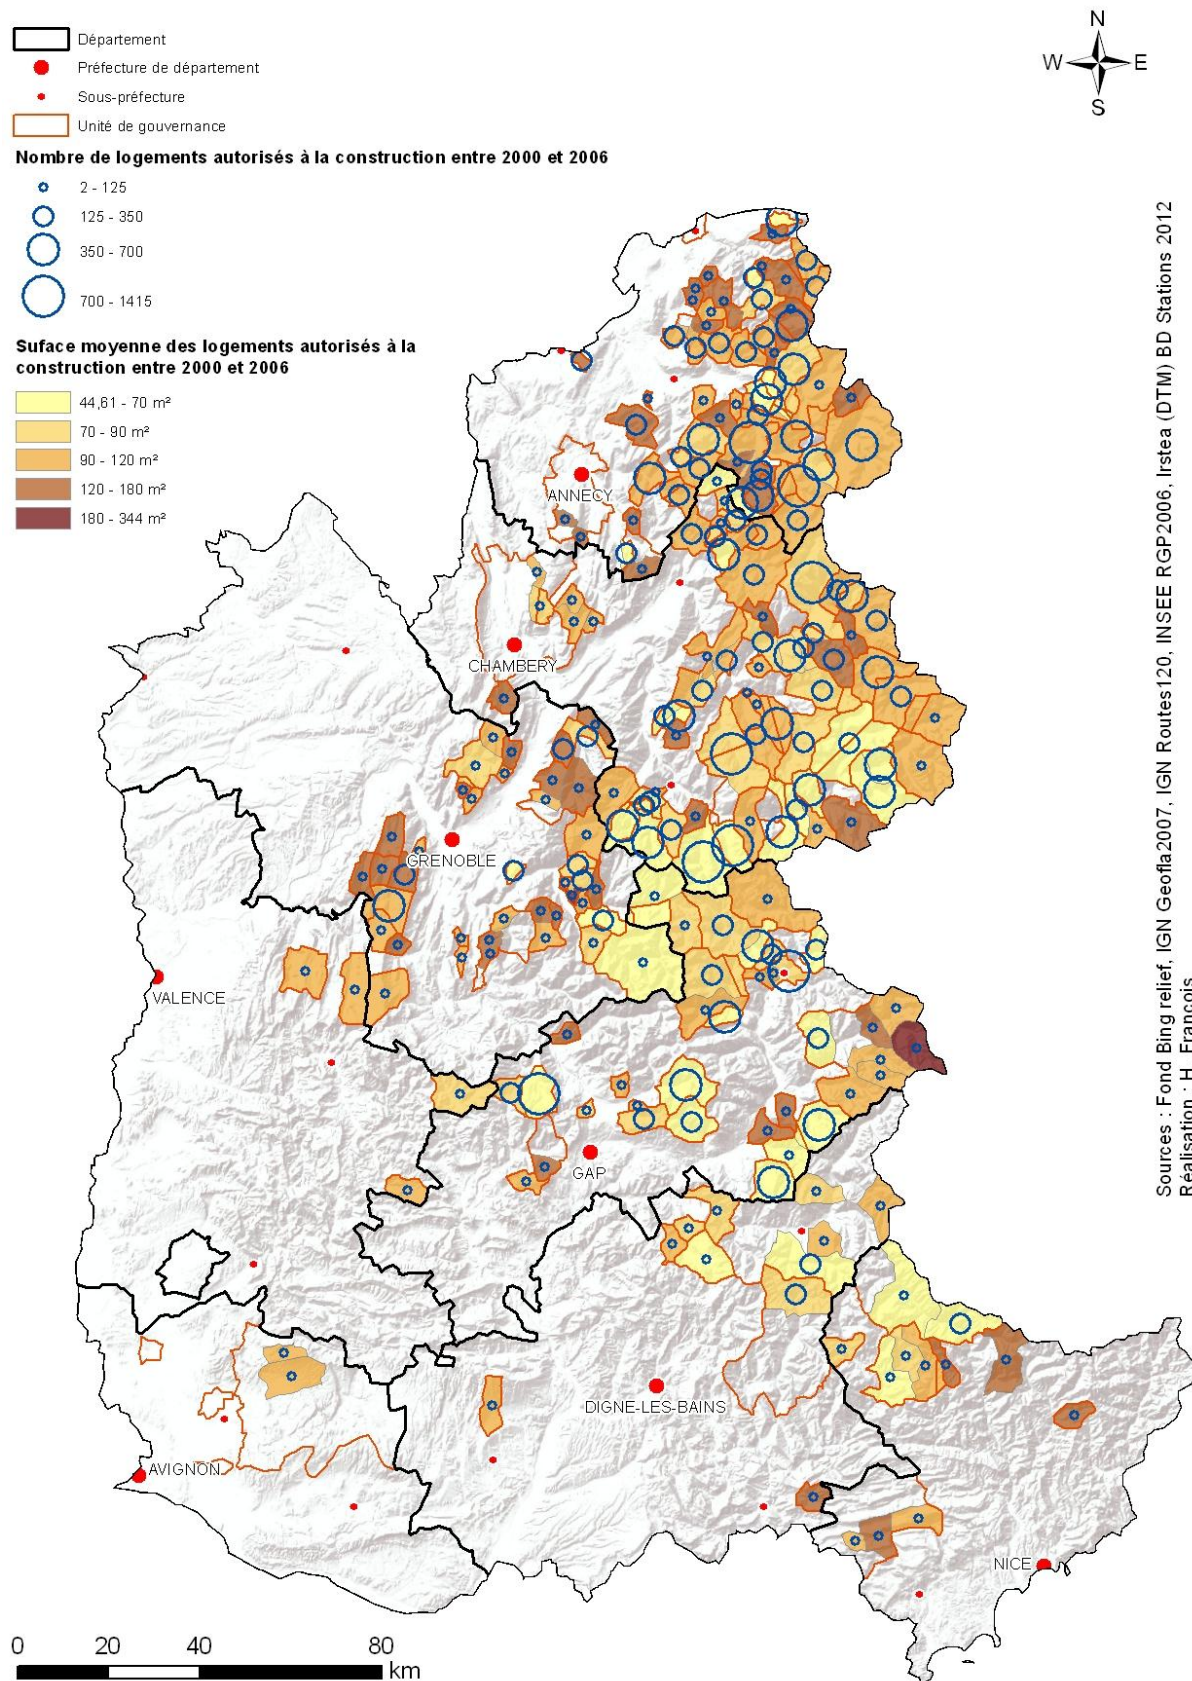 Département
Préfecture de département
Sous-préfecture
Unité de gouvernance
Nombre de logements autorisés à la construction entre 2000 et 2006
2 - 125
125 - 350
350 - 700
700 - 1415
Suface moyenne des logements autorisés à la
construction entre 2000 et 2006
44,61 - 70 m²
70 - 90 m²
90 - 120 m²
120 - 180 m²
180 - 344 m²
N
W E
S
ANNECY
CHAMBERY
GRENOBLE
VALENCE
GAP
DIGNE-LES-BAINS
AVIGNON
NICE
0 20 40 80
km
Sources : Fond Bing relief, IGN Geofla2007, IGN Routes120, INSEE RGP2006, Irstea (DTM) BD Stations 2012
Réalisation : H. François